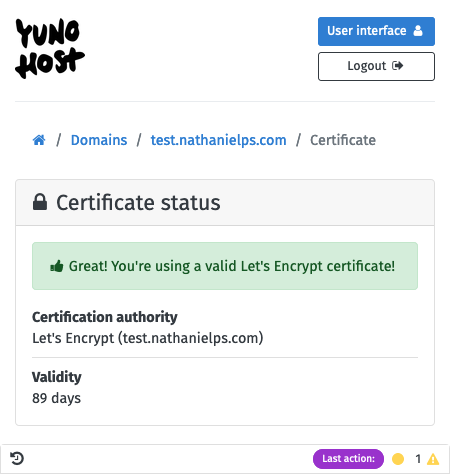 YUNO
HOST
User interface
Logout
/ Domains / test.nathanielps.com / Certificate
Certificate status
Great! You're using a valid Let's Encrypt certificate!
Certification authority
Let's Encrypt (test.nathanielps.com)
Validity
89 days
Last action: 1